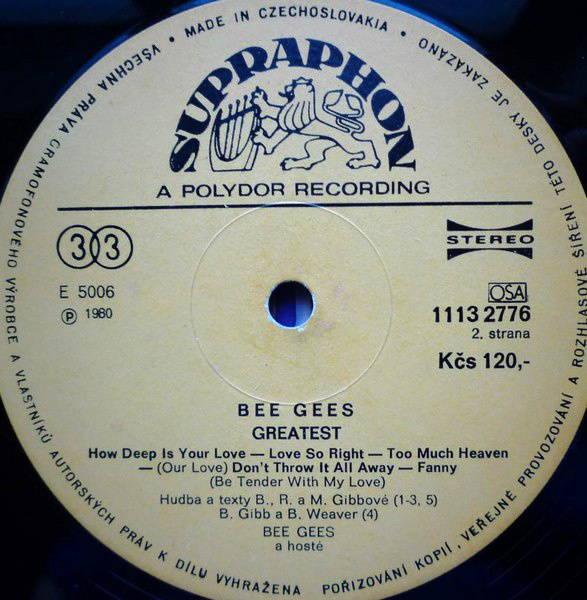 • MADE IN CZECHOSLOVAKIA •
VŠECHNA PRÁVA GRAMOFONOVÉHO VÝROBCE A VLASTNÍKŮ AUTORSKÝCH PRÁV K DÍLU VYHRAŽENA
POŘIZOVÁNÍ KOPIÍ, VEŘEJNÉ PROVOZOVÁNÍ A ROZHLASOVÉ ŠÍŘENÍ TÉTO DESKY JE ZAKÁZÁNO
SUPRAPHON
A POLYDOR RECORDING
33
STEREO
E 5006
Ⓟ 1980
OSA
1113 2776
2. strana
Kčs 120,-
BEE GEES
GREATEST
How Deep Is Your Love — Love So Right — Too Much Heaven
— (Our Love) Don't Throw It All Away — Fanny
(Be Tender With My Love)
Hudba a texty B., R. a M. Gibbové (1-3, 5)
B. Gibb a B. Weaver (4)
BEE GEES
a hosté